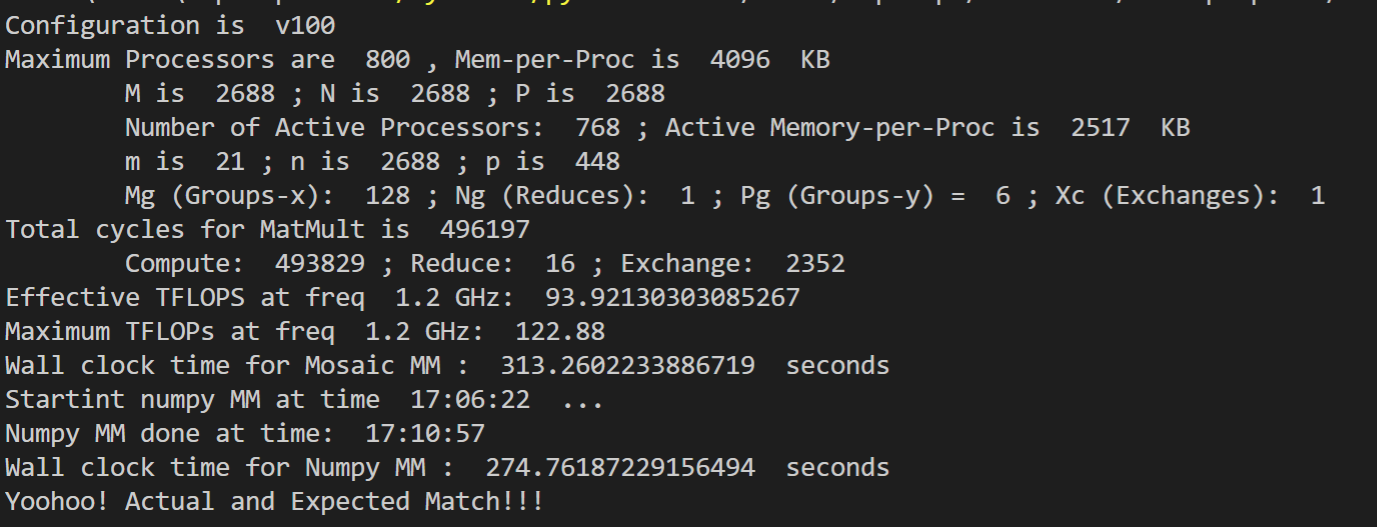 Configuration is  v100
Maximum Processors are  800 , Mem-per-Proc is  4096  KB
        M is  2688 ; N is  2688 ; P is  2688
        Number of Active Processors:  768 ; Active Memory-per-Proc is  2517  KB
        m is  21 ; n is  2688 ; p is  448
        Mg (Groups-x):  128 ; Ng (Reduces):  1 ; Pg (Groups-y) =  6 ; Xc (Exchanges):  1
Total cycles for MatMult is  496197
        Compute:  493829 ; Reduce:  16 ; Exchange:  2352
Effective TFLOPS at freq  1.2 GHz:  93.92130303085267
Maximum TFLOPs at freq  1.2 GHz:  122.88
Wall clock time for Mosaic MM :  313.2602233886719  seconds
Startint numpy MM at time  17:06:22  ...
Numpy MM done at time:  17:10:57
Wall clock time for Numpy MM :  274.76187229156494  seconds
Yoohoo! Actual and Expected Match!!!